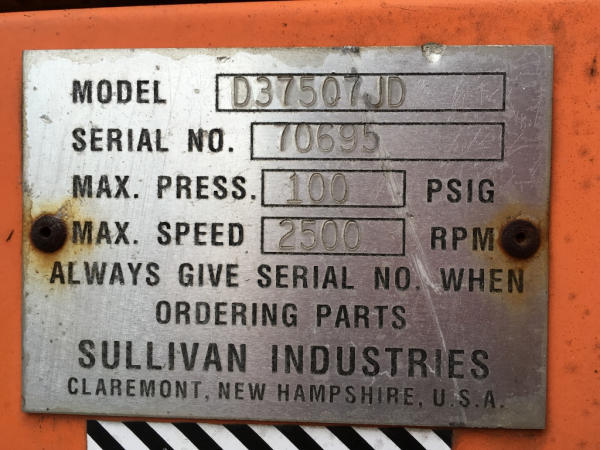 MODEL D375Q7JD
SERIAL NO. 70695
MAX. PRESS. 100 PSIG
MAX. SPEED 2500 RPM
ALWAYS GIVE SERIAL NO. WHEN
ORDERING PARTS
SULLIVAN INDUSTRIES
CLAREMONT, NEW HAMPSHIRE, U.S.A.